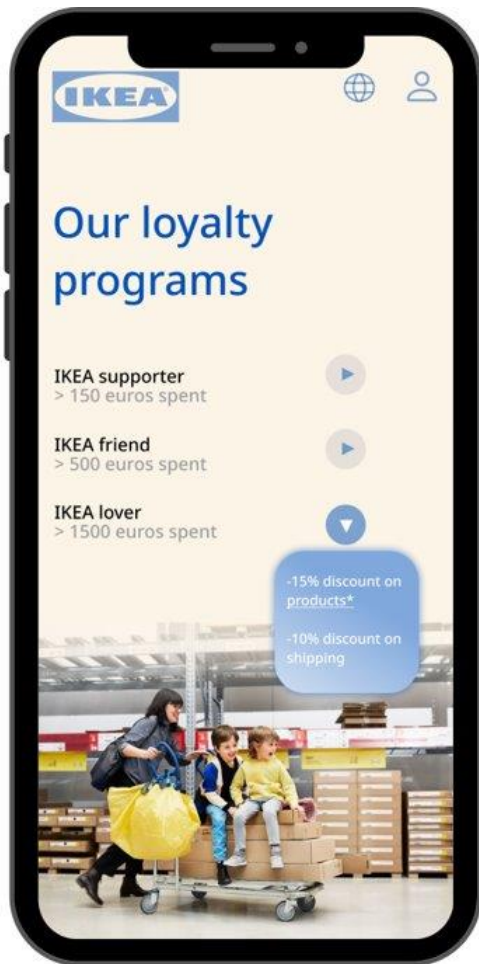 IKEA
Our loyalty
programs
IKEA supporter
> 150 euros spent
IKEA friend
> 500 euros spent
IKEA lover
> 1500 euros spent
-15% discount on
products*
-10% discount on
shipping